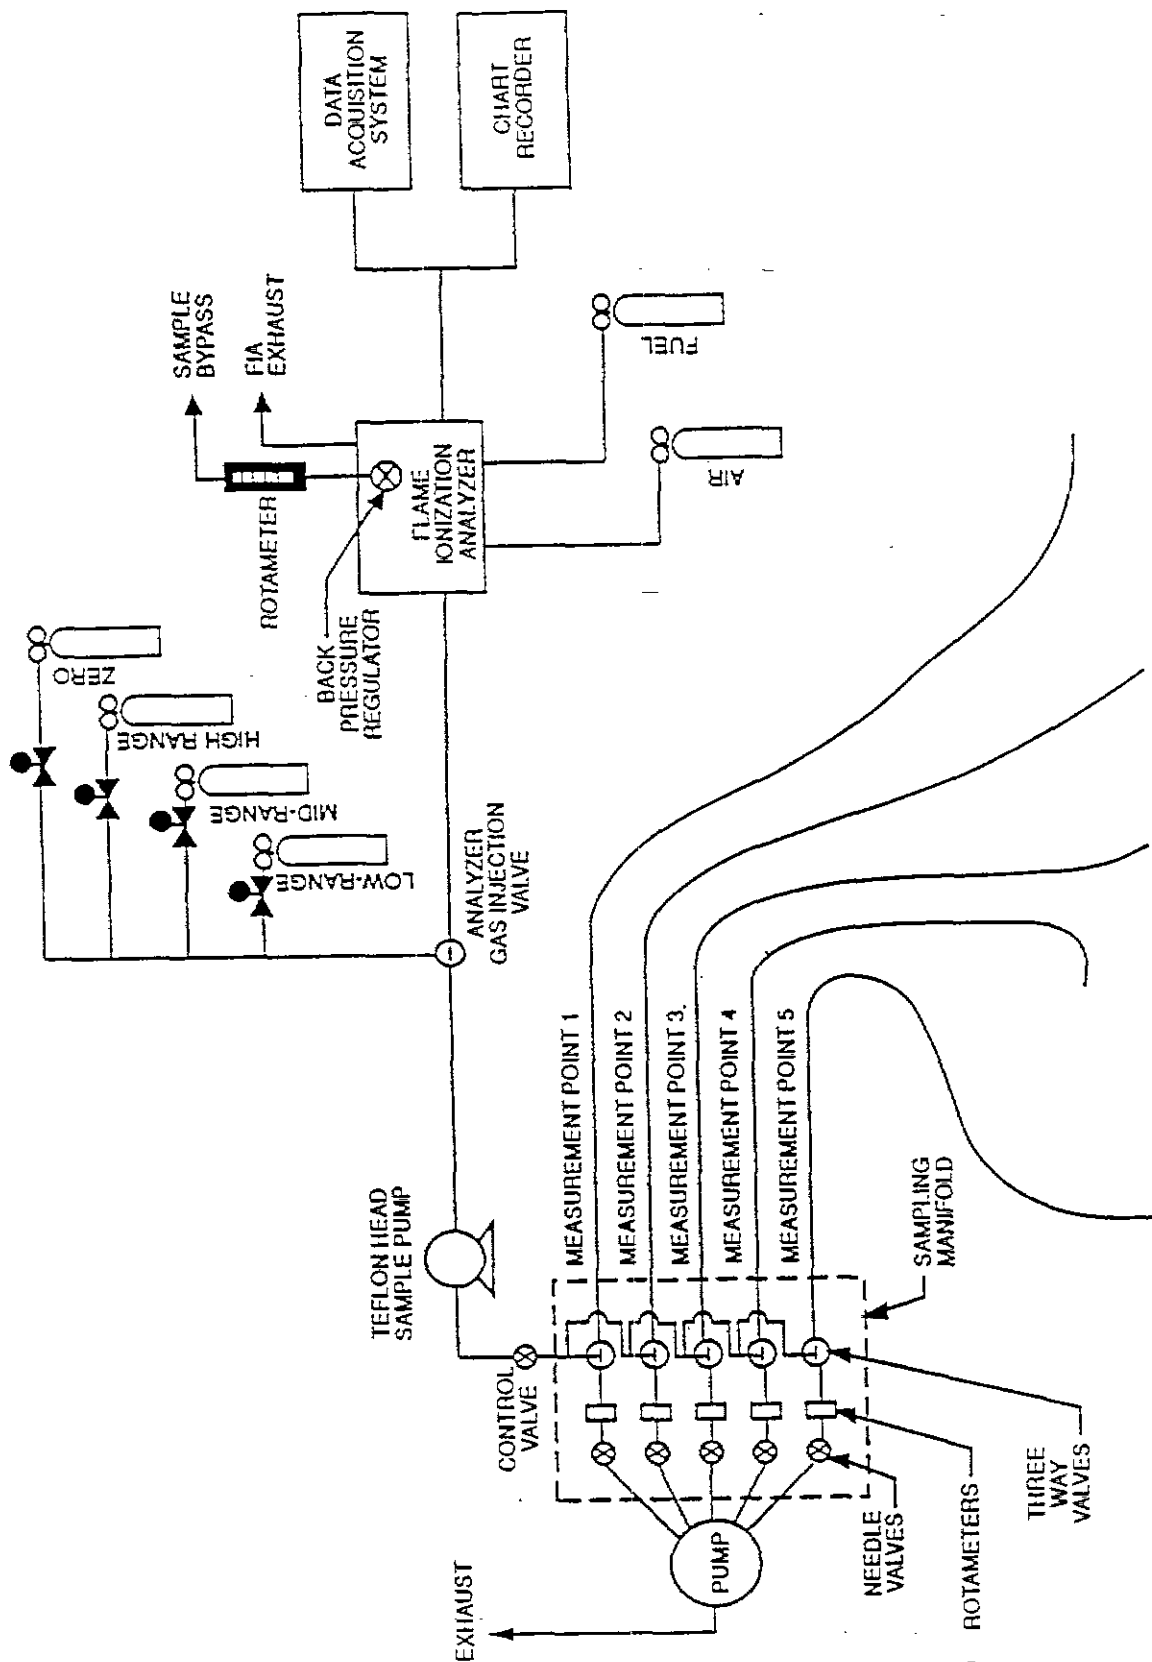 DATA
ACQUISITION
SYSTEM
CHART
RECORDER
SAMPLE
BYPASS
FIA
EXHAUST
ROTAMETER
FLAME
IONIZATION
ANALYZER
BACK
PRESSURE
REGULATOR
FUEL
AIR
ZERO
HIGH RANGE
MID-RANGE
LOW-RANGE
ANALYZER
GAS INJECTION
VALVE
TEFLON HEAD
SAMPLE PUMP
CONTROL
VALVE
MEASUREMENT POINT 1
MEASUREMENT POINT 2
MEASUREMENT POINT 3.
MEASUREMENT POINT 4
MEASUREMENT POINT 5
SAMPLING
MANIFOLD
THREE
WAY
VALVES
ROTAMETERS
NEEDLE
VALVES
PUMP
EXHAUST